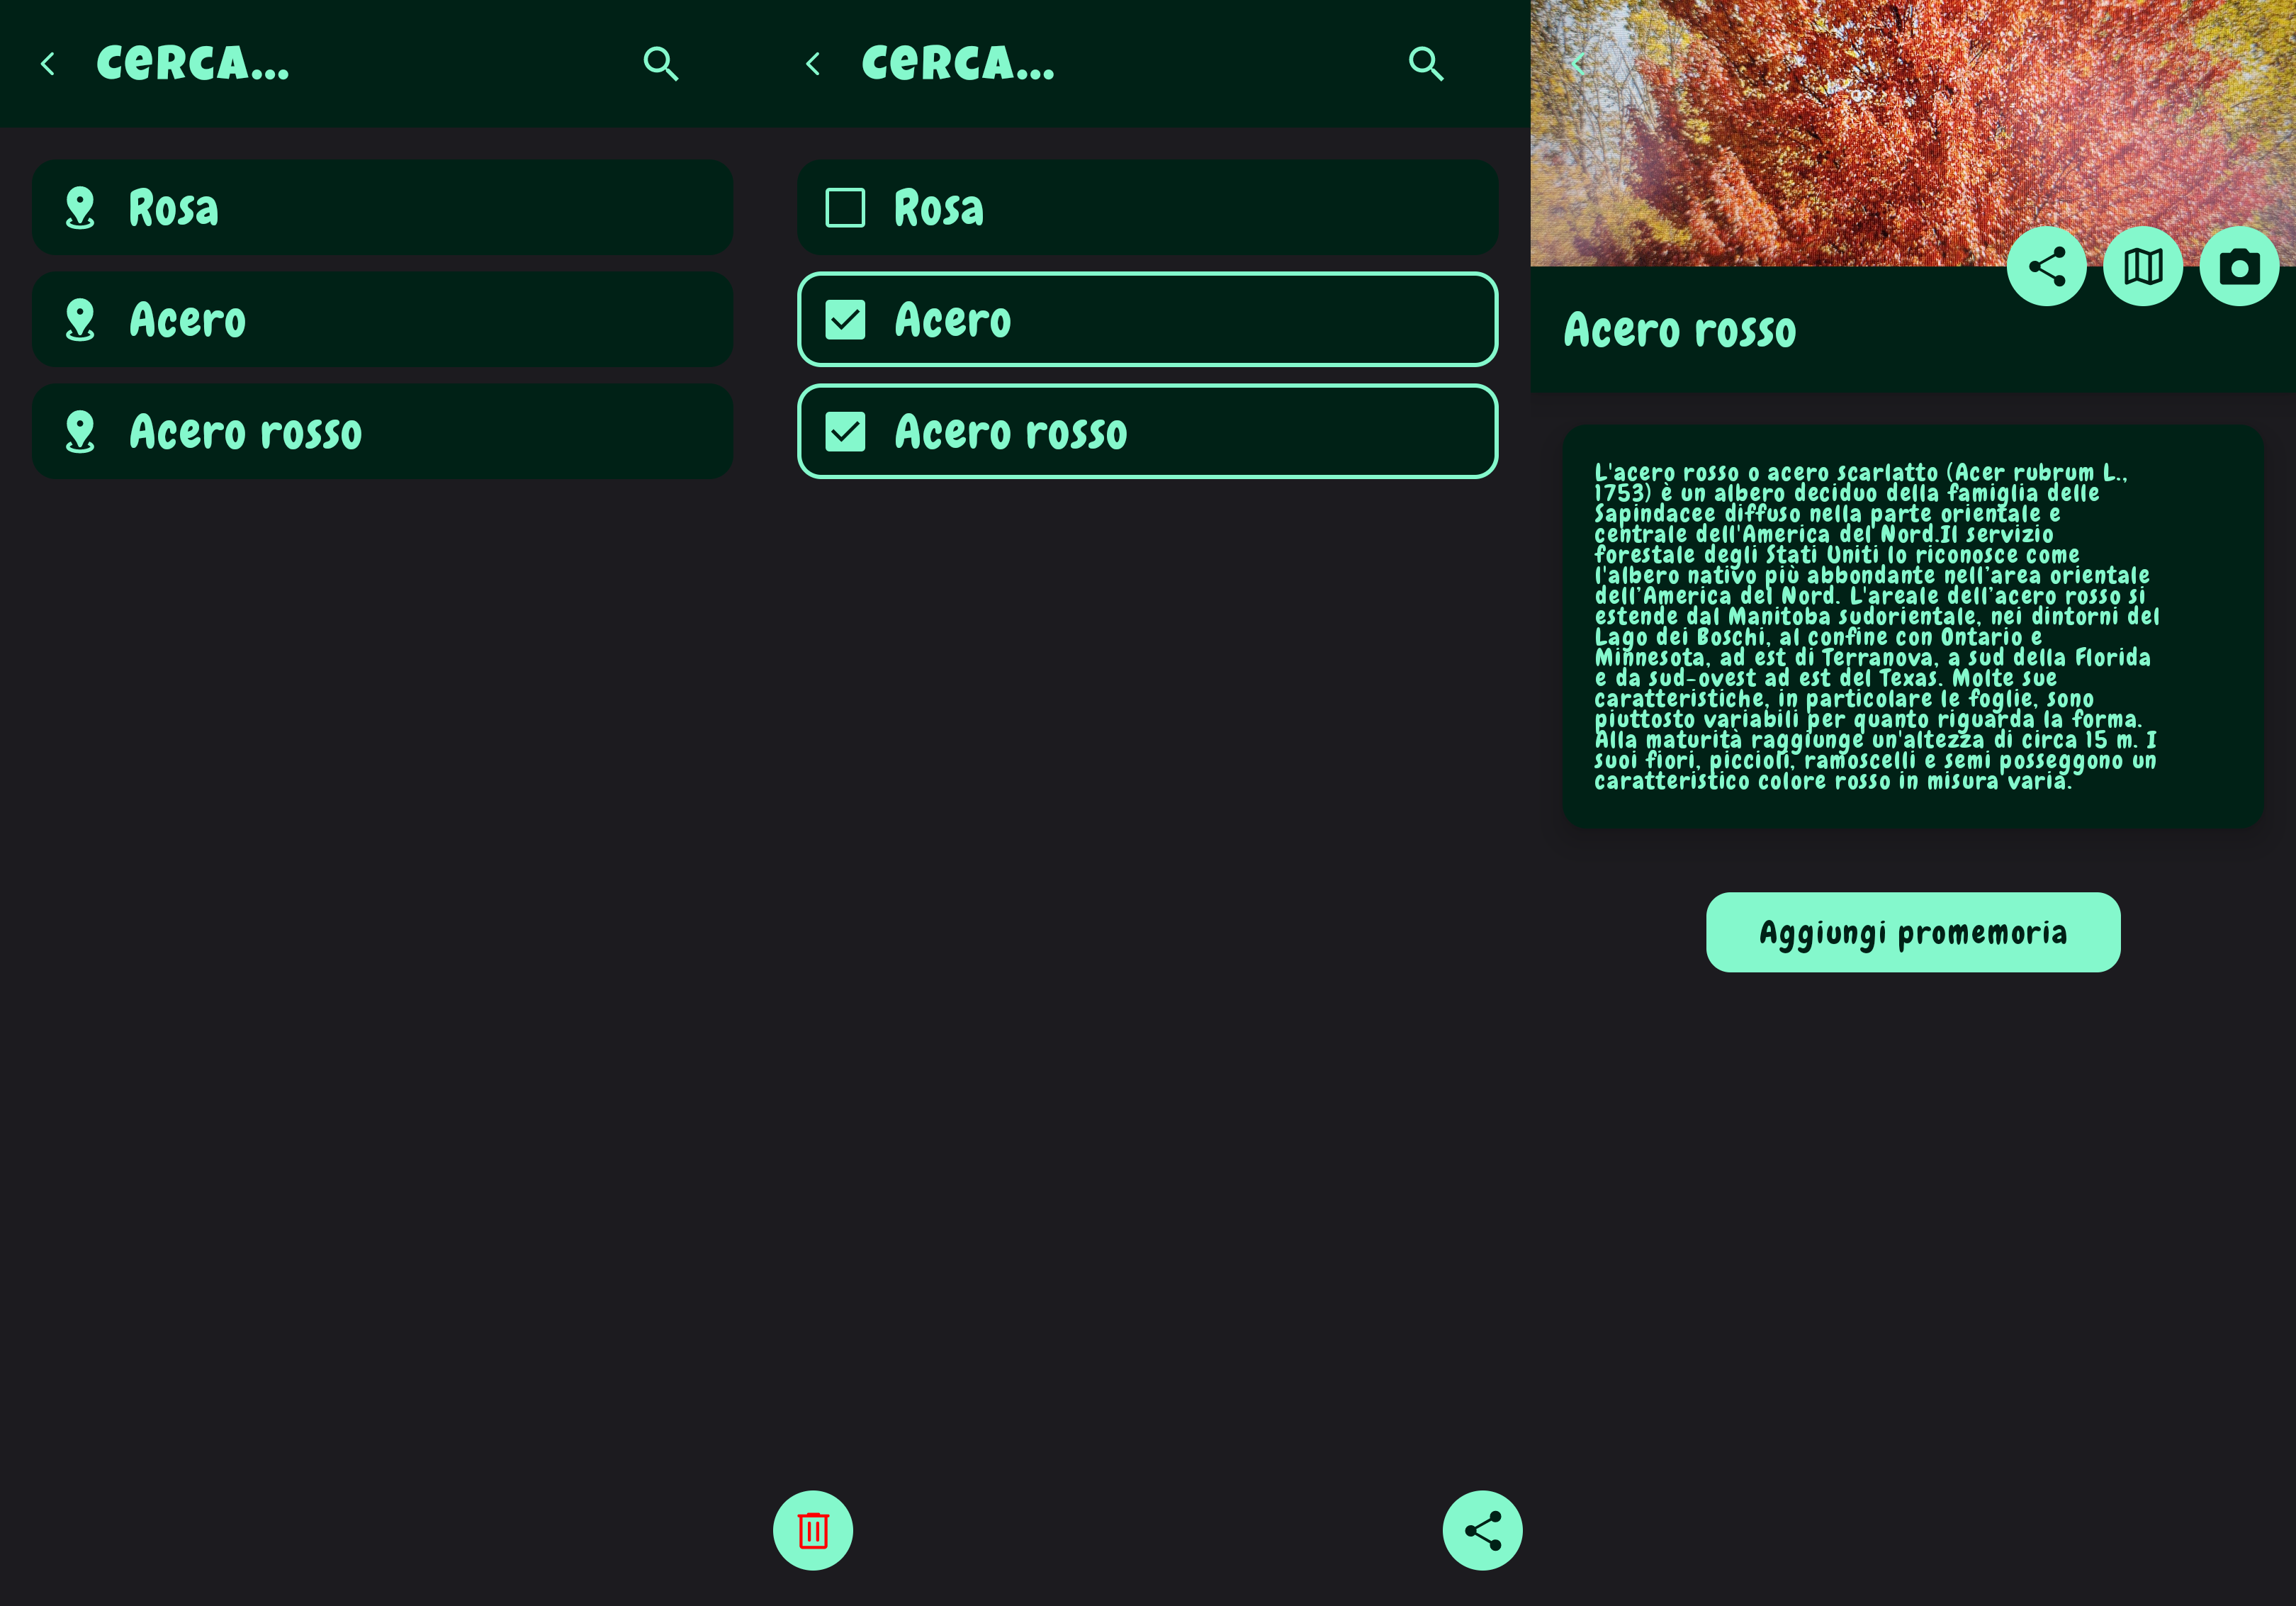 CERCA...
Rosa
Acero
Acero rosso
CERCA...
Rosa
Acero
Acero rosso
Acero rosso
L'acero rosso o acero scarlatto (Acer rubrum L.,
1753) è un albero deciduo della famiglia delle
Sapindacee diffuso nella parte orientale e
centrale dell'America del Nord.Il servizio
forestale degli Stati Uniti lo riconosce come
l'albero nativo più abbondante nell'area orientale
dell'America del Nord. L'areale dell'acero rosso si
estende dal Manitoba sudorientale, nei dintorni del
Lago dei Boschi, al confine con Ontario e
Minnesota, ad est di Terranova, a sud della Florida
e da sud-ovest ad est del Texas. Molte sue
caratteristiche, in particolare le foglie, sono
piuttosto variabili per quanto riguarda la forma.
Alla maturità raggiunge un'altezza di circa 15 m. I
suoi fiori, piccioli, ramoscelli e semi posseggono un
caratteristico colore rosso in misura varia.
Aggiungi promemoria